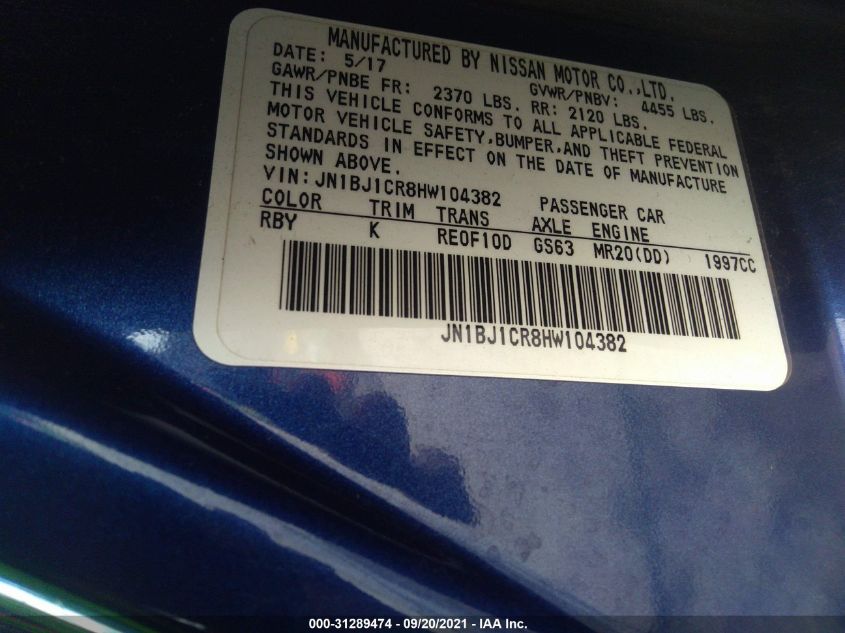 MANUFACTURED BY NISSAN MOTOR CO.,LTD.
DATE: 5/17 GVWR/PNBV: 4455 LBS.
GAWR/PNBE FR: 2370 LBS. RR: 2120 LBS.
THIS VEHICLE CONFORMS TO ALL APPLICABLE FEDERAL
MOTOR VEHICLE SAFETY,BUMPER,AND THEFT PREVENTION
STANDARDS IN EFFECT ON THE DATE OF MANUFACTURE
SHOWN ABOVE.
VIN: JN1BJ1CR8HW104382 PASSENGER CAR
COLOR TRIM TRANS AXLE ENGINE
RBY K RE0F10D GS63 MR20(DD) 1997CC
JN1BJ1CR8HW104382
000-31289474 - 09/20/2021 - IAA Inc.